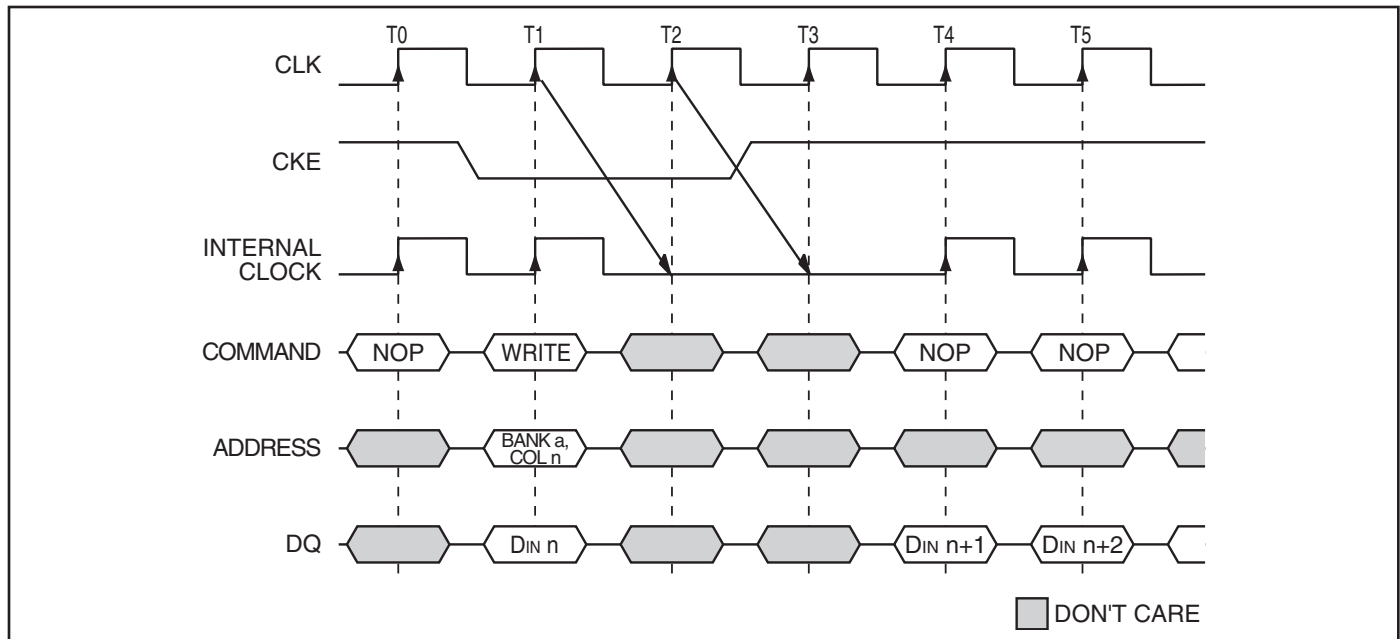 T0 T1 T2 T3 T4 T5
CLK
CKE
INTERNAL
CLOCK
COMMAND NOP WRITE NOP NOP
ADDRESS BANK a,
COL n
DQ DIN n DIN n+1 DIN n+2
DON'T CARE